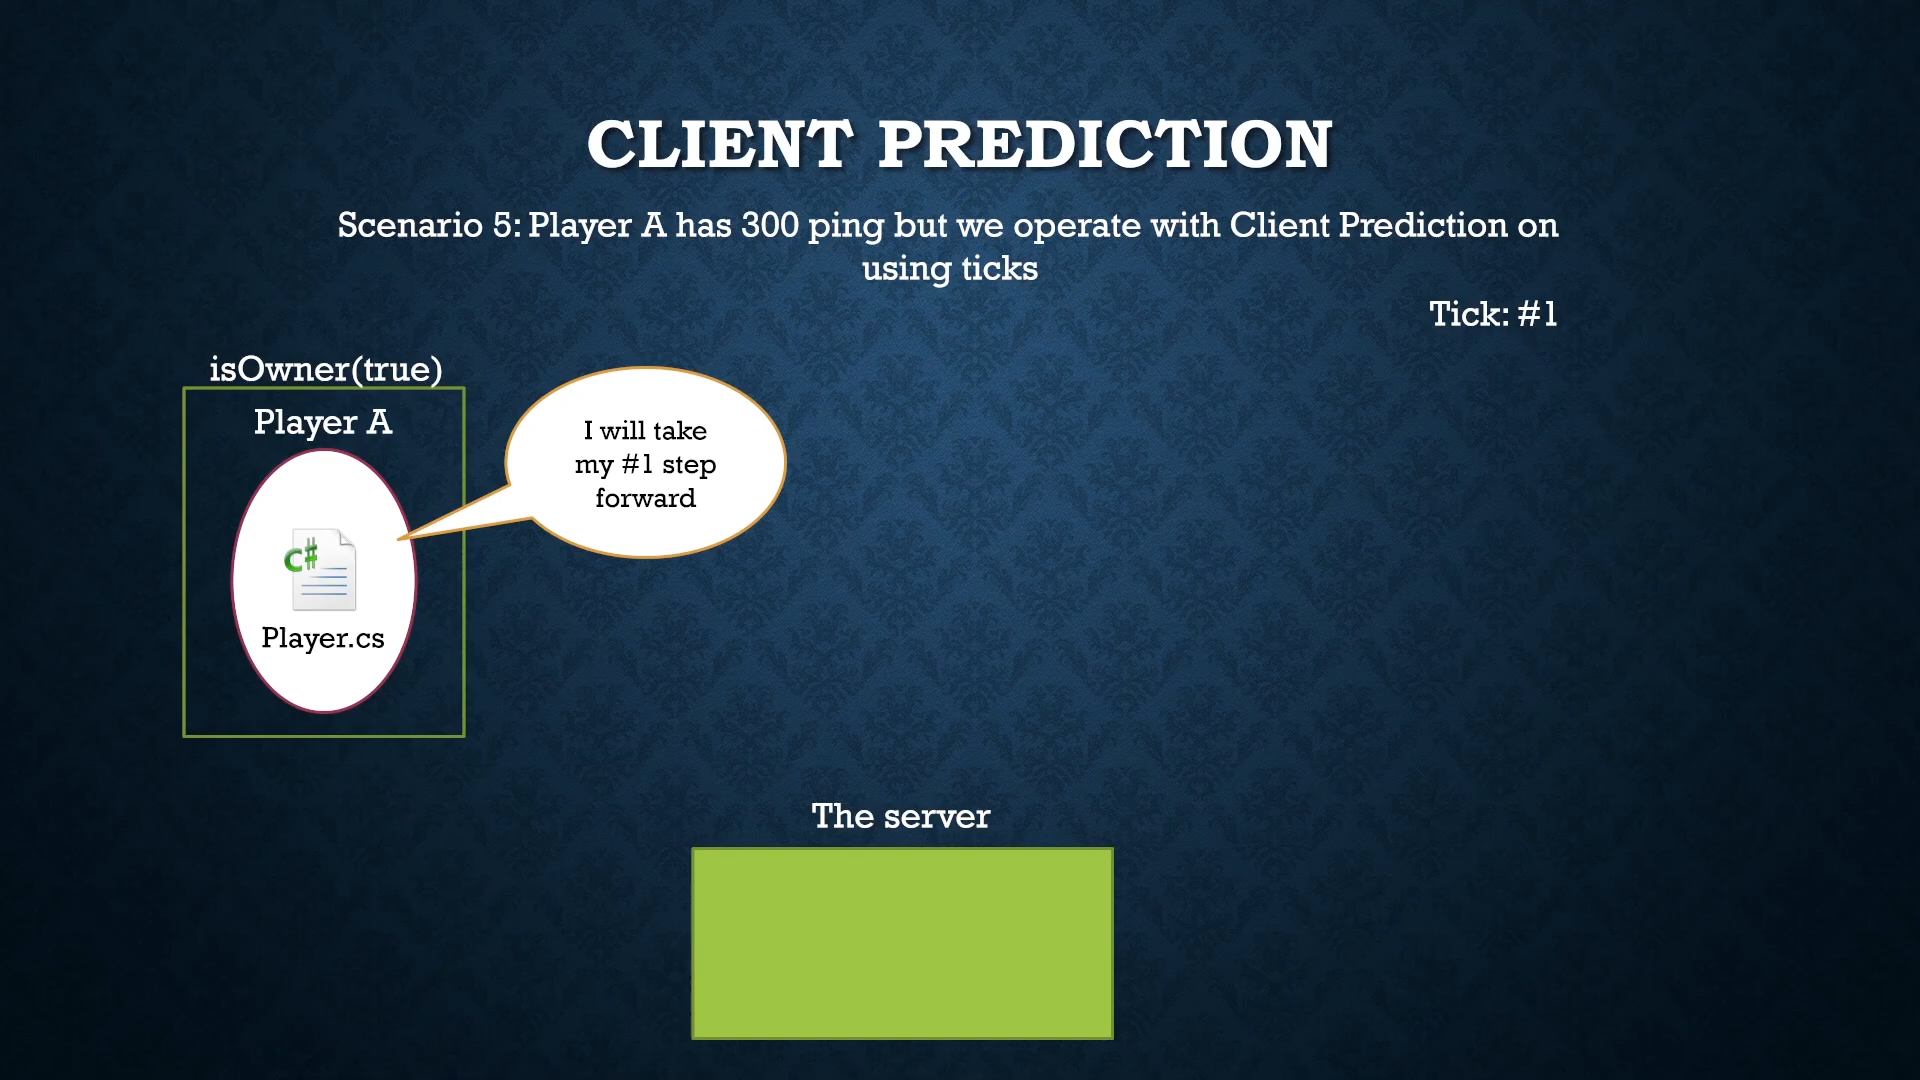 CLIENT PREDICTION
Scenario 5: Player A has 300 ping but we operate with Client Prediction on
using ticks
Tick: #1
isOwner(true)
Player A
I will take
my #1 step
forward
C#
Player.cs
The server